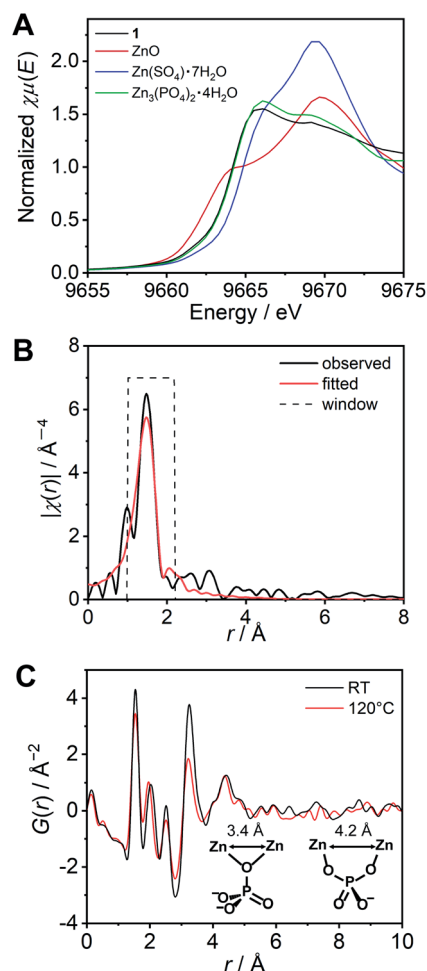 A
1
ZnO
Zn(SO₄)·7H₂O
Zn₃(PO₄)₂·4H₂O
Normalized χμ(E)
2.0
1.5
1.0
0.5
0.0
9655 9660 9665 9670 9675
Energy / eV
B
observed
fitted
window
|χ(r)| / Å⁻⁴
8
6
4
2
0
0 2 4 6 8
r / Å
C
RT
120°C
G(r) / Å⁻²
4
2
0
-2
-4
3.4 Å 4.2 Å
Zn Zn Zn Zn
O O O
⁻O P P
⁻O O O O⁻
0 2 4 6 8 10
r / Å